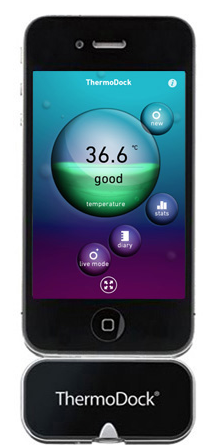 ThermoDock
i
new
36.6 °C
good
stats
temperature
diary
live mode
ThermoDock®